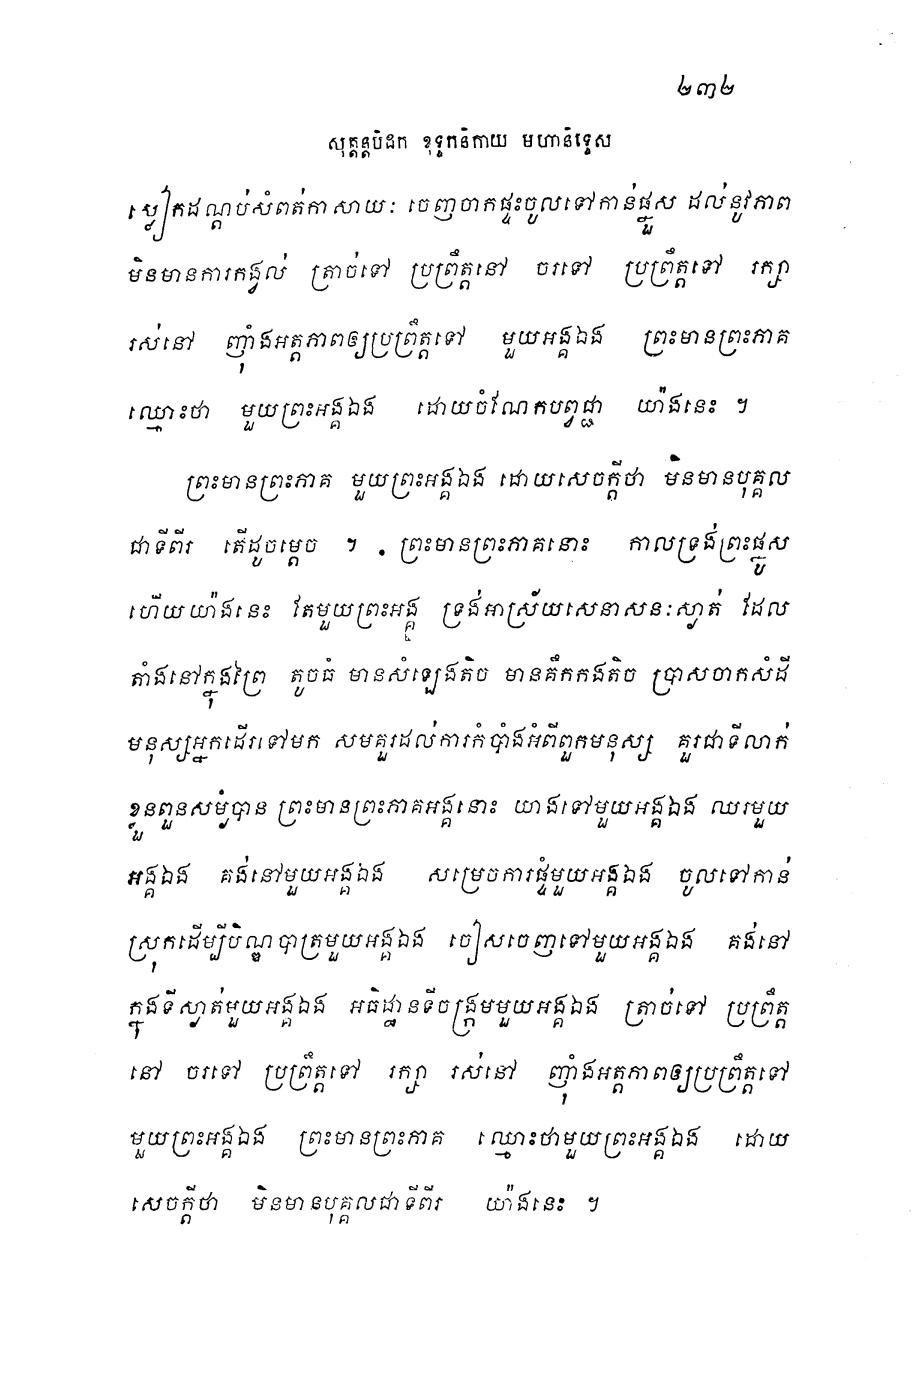 ២៣២
សុត្តន្តបិដក ខុទ្ទកនិកាយ មហានិទ្ទេស
ស្លៀកដណ្តប់សំពត់កាសាយៈ ចេញចាកផ្ទះចូលទៅកាន់ផ្នួស ដល់នូវភាព
មិនមានការកង្វល់ ត្រាច់ទៅ ប្រព្រឹត្តនៅ ចរទៅ ប្រព្រឹត្តទៅ រក្សា
រស់នៅ ញុំាងអត្តភាពឲ្យប្រព្រឹត្តទៅ មួយអង្គឯង ព្រះមានព្រះភាគ
ឈ្មោះថា មួយព្រះអង្គឯង ដោយចំណែកបព្វជ្ជា យ៉ាងនេះ ។
ព្រះមានព្រះភាគ មួយព្រះអង្គឯង ដោយសេចក្តីថា មិនមានបុគ្គល
ជាទីពីរ តើដូចម្តេច ។ ព្រះមានព្រះភាគនោះ កាលទ្រង់ព្រះផ្នួស
ហើយយ៉ាងនេះ តែមួយព្រះអង្គ ទ្រង់អាស្រ័យសេនាសនៈស្ងាត់ ដែល
តាំងនៅក្នុងព្រៃ តូចធំ មានសំឡេងតិច មានគឹកកងតិច ប្រាសចាកសំដី
មនុស្សអ្នកដើរទៅមក សមគួរដល់ការកំបាំងអំពីពួកមនុស្ស គួរជាទីលាក់
ខ្លួនពួនសម្ងំបាន ព្រះមានព្រះភាគអង្គនោះ យាងទៅមួយអង្គឯង ឈរមួយ
អង្គឯង គង់នៅមួយអង្គឯង សម្រេចការផ្ទំមួយអង្គឯង ចូលទៅកាន់
ស្រុកដើម្បីបិណ្ឌបាត្រមួយអង្គឯង ចៀសចេញទៅមួយអង្គឯង គង់នៅ
ក្នុងទីស្ងាត់មួយអង្គឯង អធិដ្ឋានទីចង្ក្រមមួយអង្គឯង ត្រាច់ទៅ ប្រព្រឹត្ត
នៅ ចរទៅ ប្រព្រឹត្តទៅ រក្សា រស់នៅ ញុំាងអត្តភាពឲ្យប្រព្រឹត្តទៅ
មួយព្រះអង្គឯង ព្រះមានព្រះភាគ ឈ្មោះថាមួយព្រះអង្គឯង ដោយ
សេចក្តីថា មិនមានបុគ្គលជាទីពីរ យ៉ាងនេះ ។